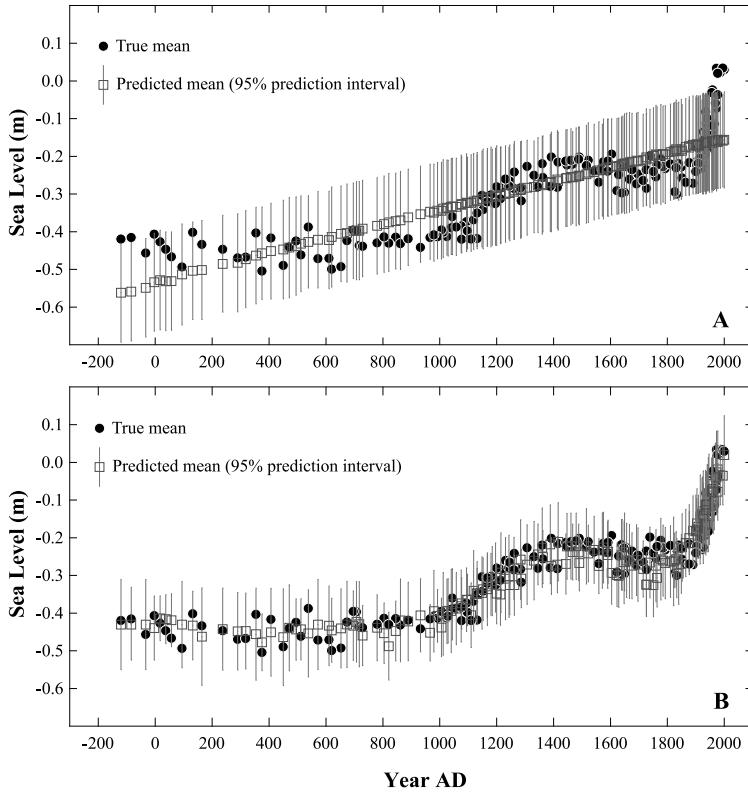 0.1
True mean
0.0
Predicted mean (95% prediction interval)
-0.1
-0.2
-0.3
-0.4
-0.5
-0.6
Sea Level (m)
A
-200 0 200 400 600 800 1000 1200 1400 1600 1800 2000
0.1
True mean
0.0
Predicted mean (95% prediction interval)
-0.1
-0.2
-0.3
-0.4
-0.5
-0.6
Sea Level (m)
B
-200 0 200 400 600 800 1000 1200 1400 1600 1800 2000
Year AD